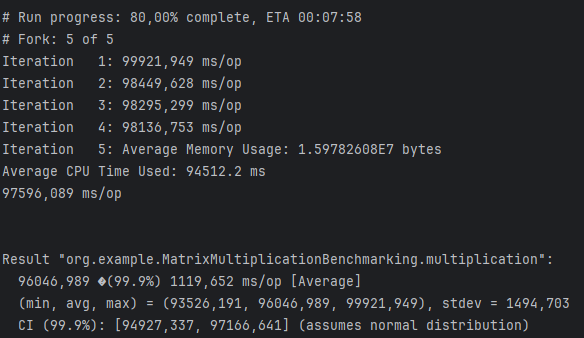 # Run progress: 80,00% complete, ETA 00:07:58
# Fork: 5 of 5
Iteration   1: 99921,949 ms/op
Iteration   2: 98449,628 ms/op
Iteration   3: 98295,299 ms/op
Iteration   4: 98136,753 ms/op
Iteration   5: Average Memory Usage: 1.59782608E7 bytes
Average CPU Time Used: 94512.2 ms
97596,089 ms/op
Result "org.example.MatrixMultiplicationBenchmarking.multiplication":
  96046,989 �(99.9%) 1119,652 ms/op [Average]
  (min, avg, max) = (93526,191, 96046,989, 99921,949), stdev = 1494,703
  CI (99.9%): [94927,337, 97166,641] (assumes normal distribution)